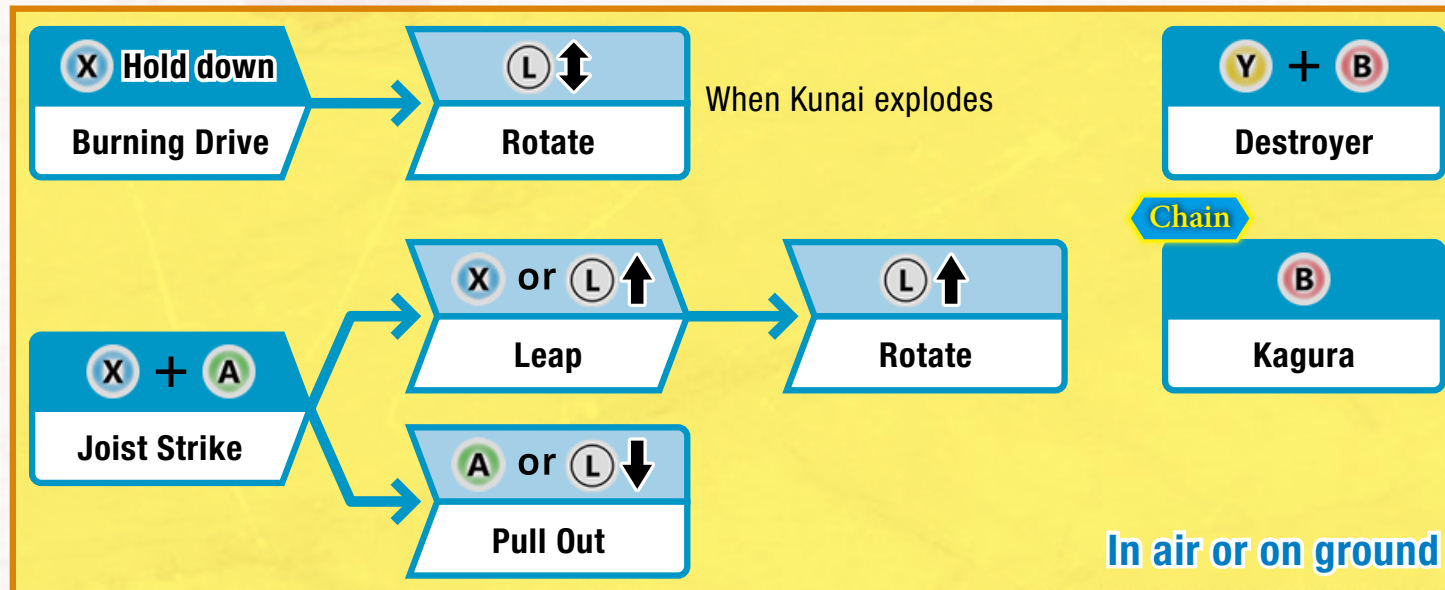 X Hold down
Burning Drive
L
Rotate
When Kunai explodes
Y + B
Destroyer
Chain
X + A
Joist Strike
X or L
Leap
L
Rotate
A or L
Pull Out
B
Kagura
In air or on ground